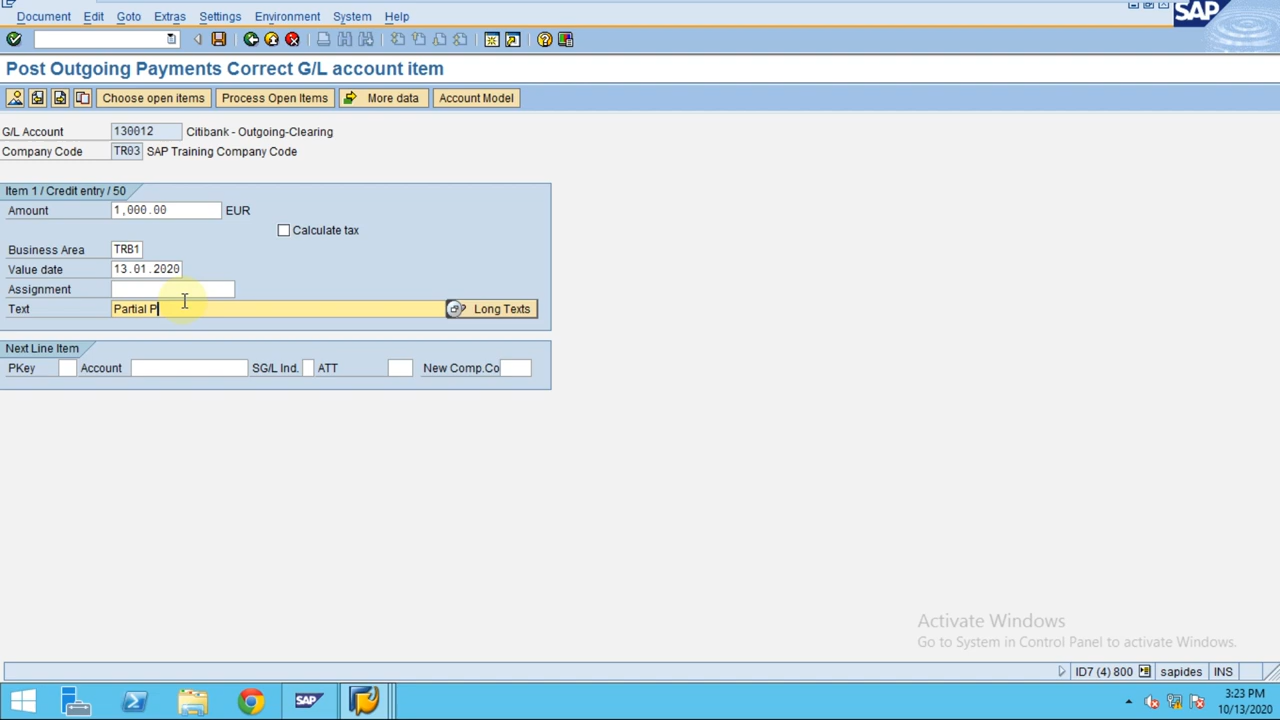 Document Edit Goto Extras Settings Environment System Help
SAP
Post Outgoing Payments Correct G/L account item
Choose open items Process Open Items More data Account Model
G/L Account 130012 Citibank - Outgoing-Clearing
Company Code TR03 SAP Training Company Code
Item 1 / Credit entry / 50
Amount 1,000.00 EUR
Calculate tax
Business Area TRB1
Value date 13.01.2020
Assignment
Text Partial P Long Texts
Next Line Item
PKey Account SG/L Ind. ATT New Comp.Co
Activate Windows
Go to System in Control Panel to activate Windows.
ID7 (4) 800 sapides INS
SAP
3:23 PM
10/13/2020